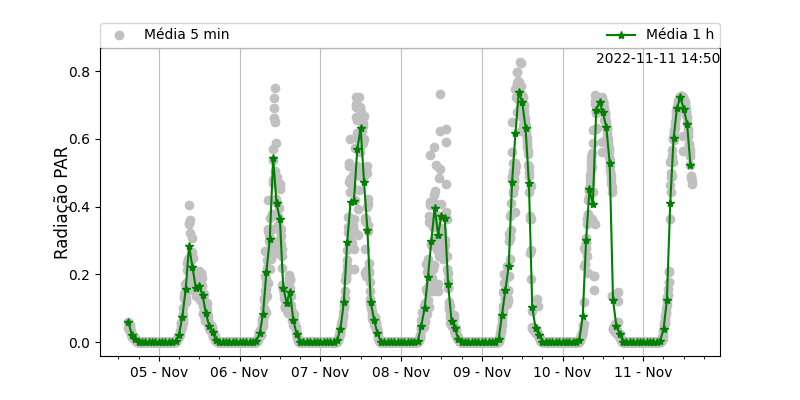 Média 5 min
Média 1 h
2022-11-11 14:50
Radiação PAR
0.8
0.6
0.4
0.2
0.0
05 - Nov
06 - Nov
07 - Nov
08 - Nov
09 - Nov
10 - Nov
11 - Nov